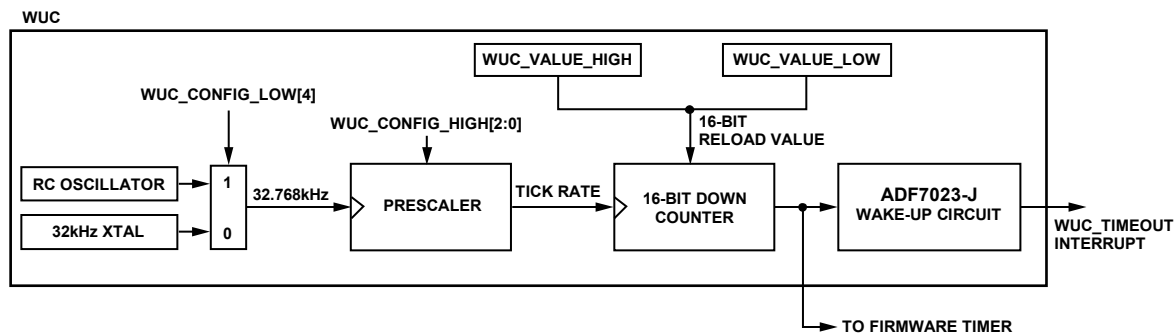 WUC
WUC_VALUE_HIGH
WUC_VALUE_LOW
WUC_CONFIG_LOW[4]
WUC_CONFIG_HIGH[2:0]
16-BIT
RELOAD VALUE
RC OSCILLATOR
1
32.768kHz
PRESCALER
TICK RATE
16-BIT DOWN
COUNTER
ADF7023-J
WAKE-UP CIRCUIT
32kHz XTAL
0
WUC_TIMEOUT
INTERRUPT
TO FIRMWARE TIMER